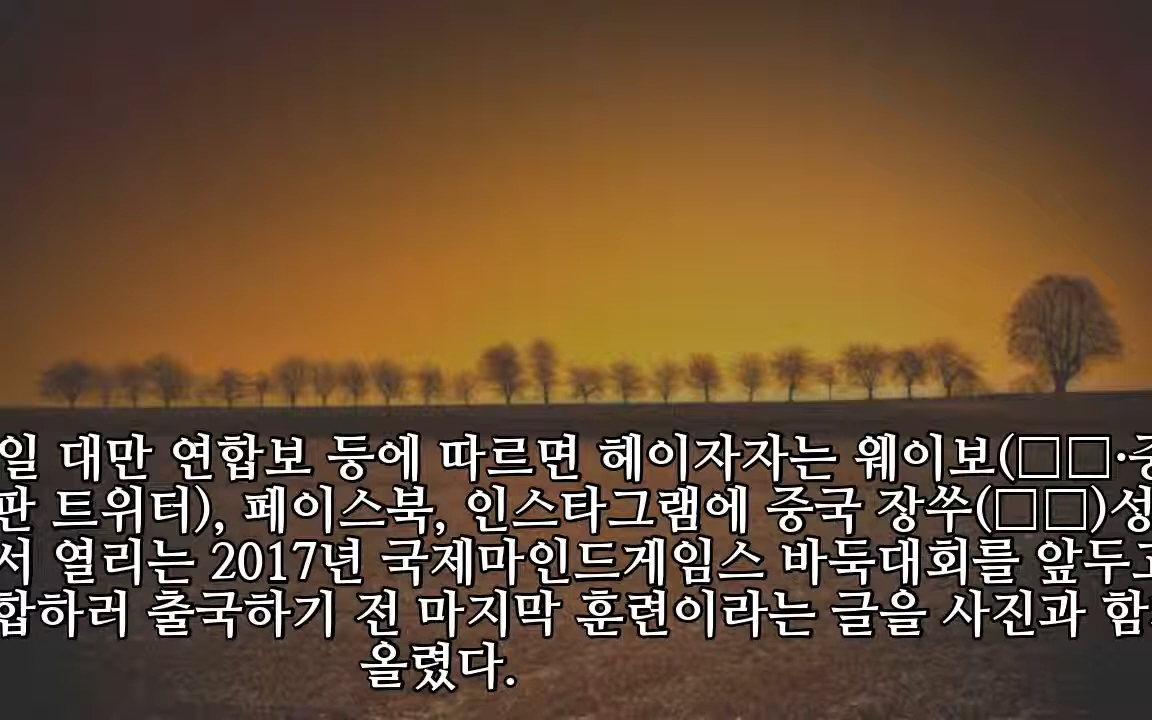 일 대만 연합보 등에 따르면 헤이자자는 웨이보(□□·중
판 트위터), 페이스북, 인스타그램에 중국 장쑤(□□)성
서 열리는 2017년 국제마인드게임스 바둑대회를 앞두고
합하러 출국하기 전 마지막 훈련이라는 글을 사진과 함께
올렸다.